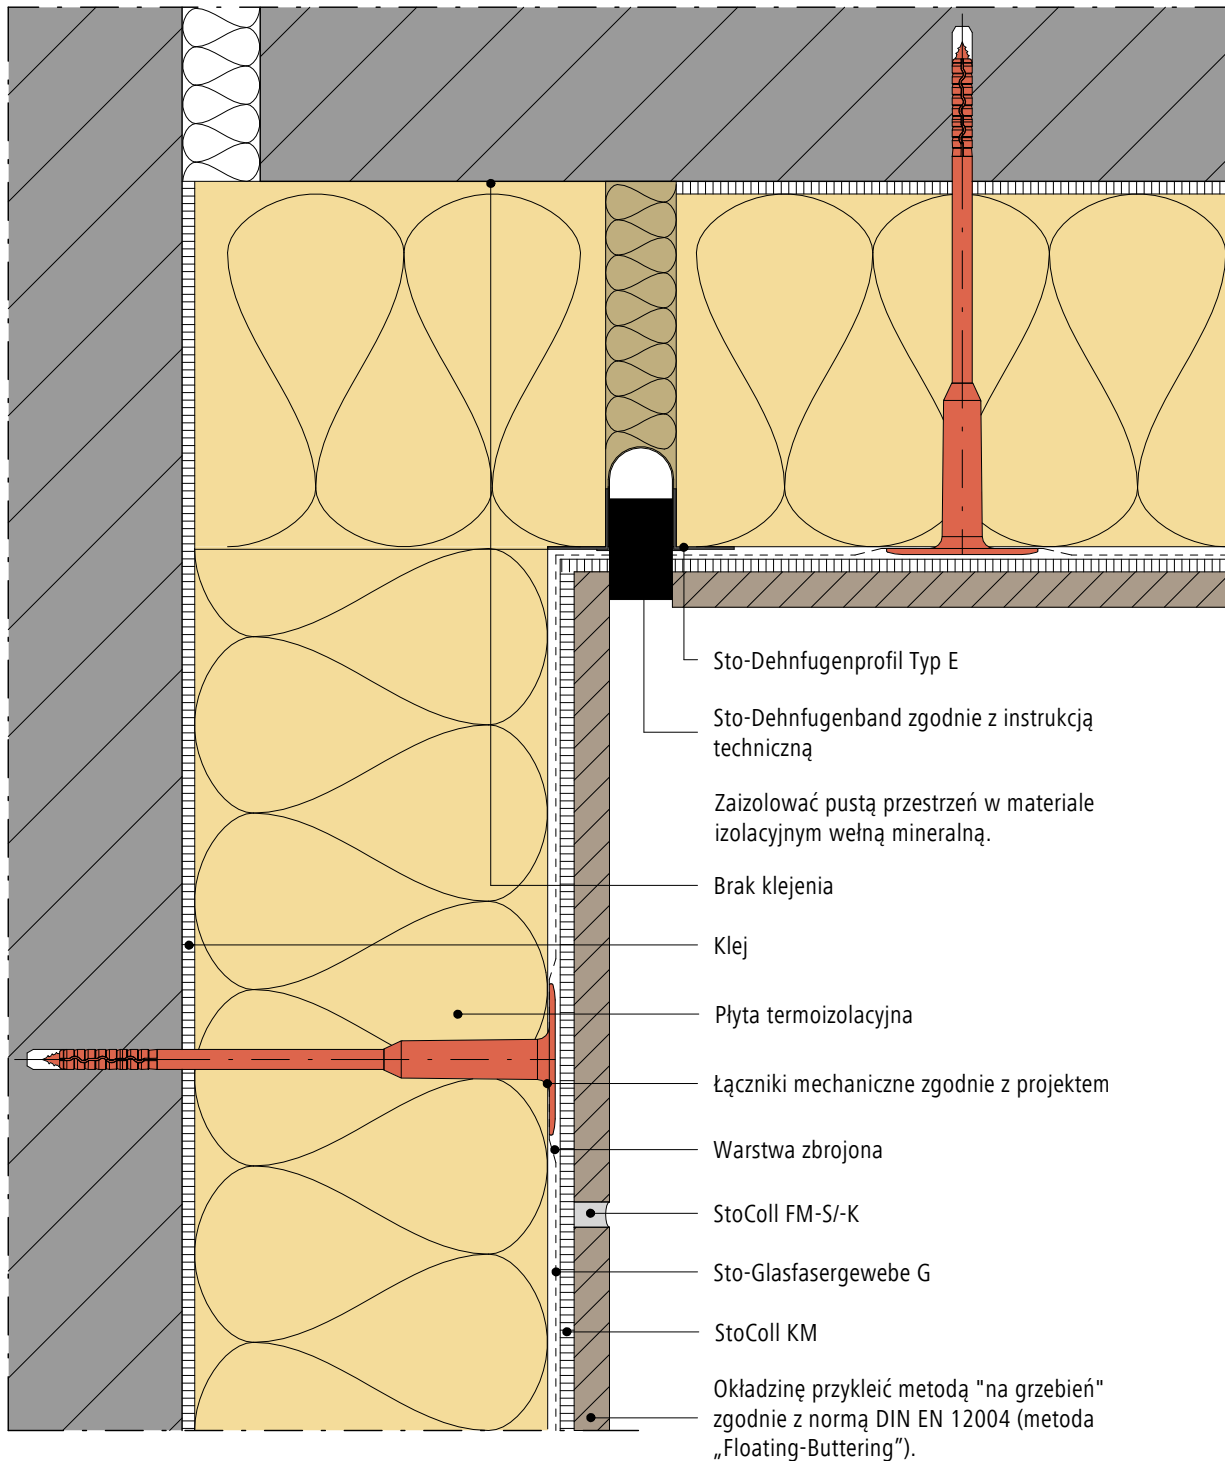 Sto-Dehnfugenprofil Typ E
Sto-Dehnfugenband zgodnie z instrukcją
techniczną
Zaizolować pustą przestrzeń w materiale
izolacyjnym wełną mineralną.
Brak klejenia
Klej
Płyta termoizolacyjna
Łączniki mechaniczne zgodnie z projektem
Warstwa zbrojona
StoColl FM-S/-K
Sto-Glasfasergewebe G
StoColl KM
Okładzinę przykleić metodą "na grzebień"
zgodnie z normą DIN EN 12004 (metoda
„Floating-Buttering”).